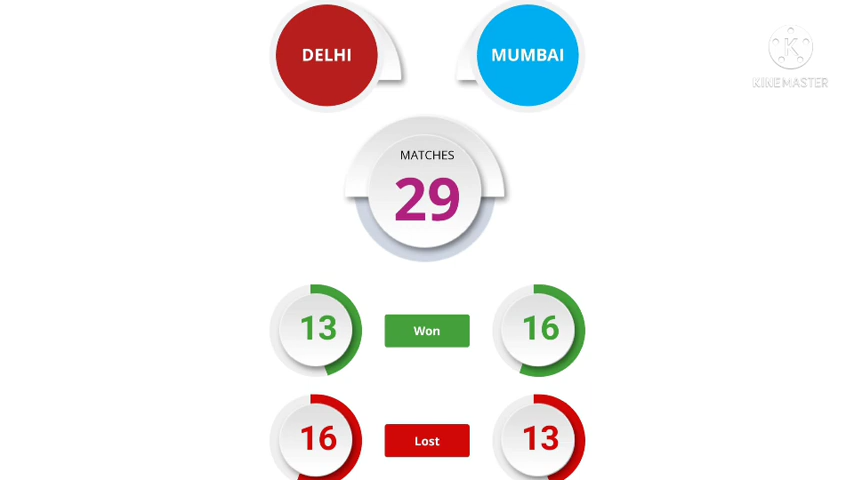 DELHI
MUMBAI
KINEMASTER
MATCHES
29
13
Won
16
16
Lost
13